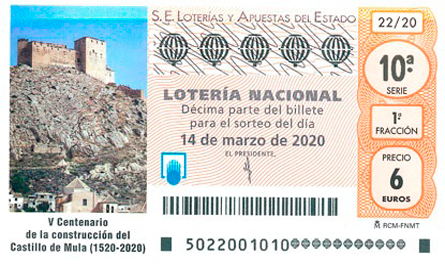 S.E. LOTERÍAS Y APUESTAS DEL ESTADO
22/20
LOTERÍA NACIONAL
Décima parte del billete
para el sorteo del día
14 de marzo de 2020
EL PRESIDENTE,
10ª
SERIE
1ª
FRACCIÓN
PRECIO
6
EUROS
RCM-FNMT
V Centenario
de la construcción del
Castillo de Mula (1520-2020)
5022001010